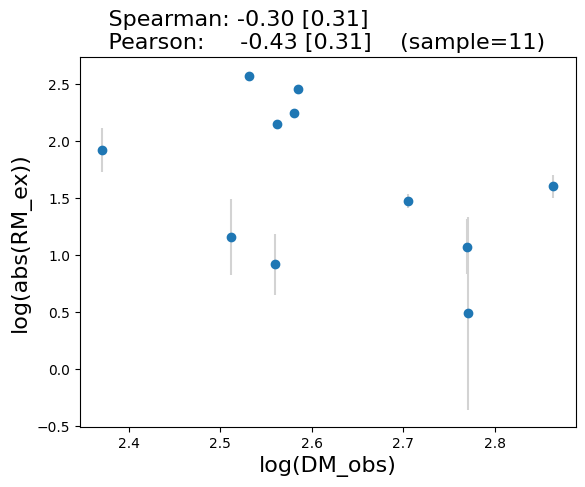 Spearman: -0.30 [0.31]
Pearson: -0.43 [0.31] (sample=11)
2.5
2.0
1.5
1.0
0.5
0.0
−0.5
log(abs(RM_ex))
2.4 2.5 2.6 2.7 2.8
log(DM_obs)